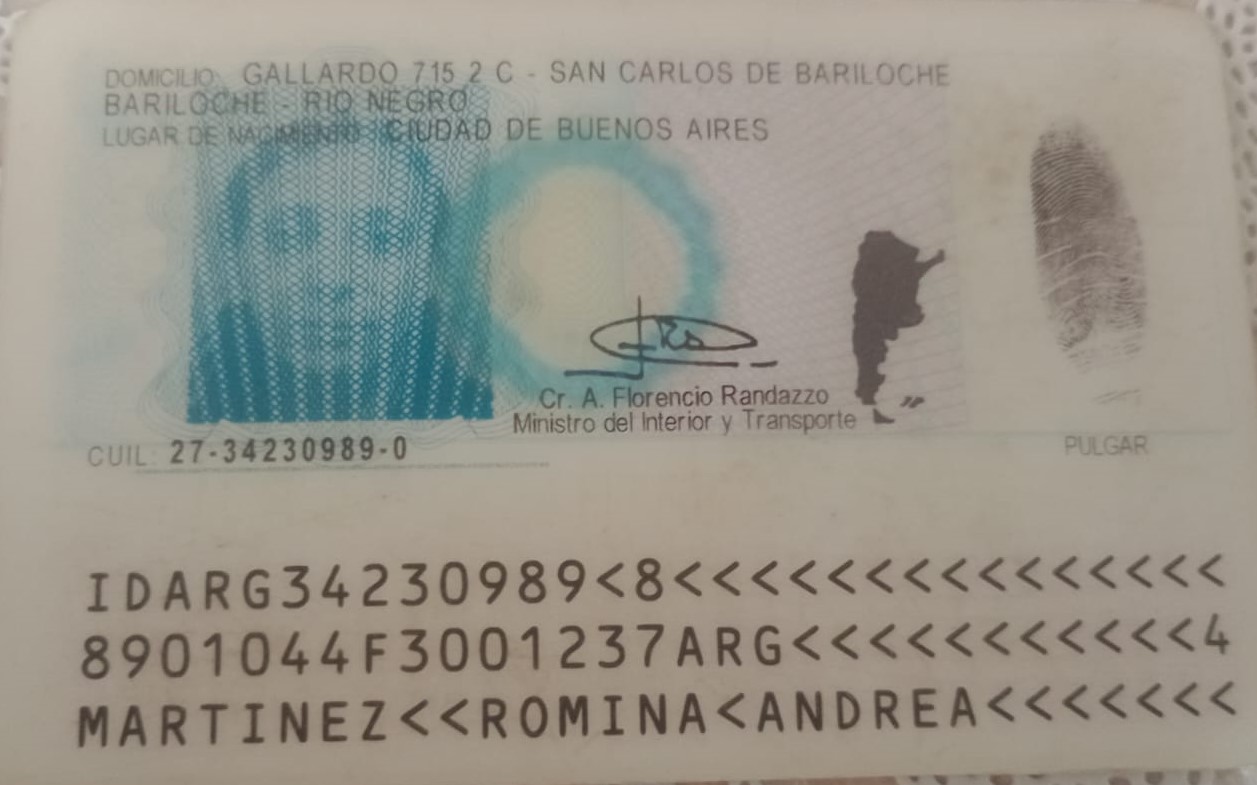 DOMICILIO: GALLARDO 715 2 C - SAN CARLOS DE BARILOCHE
BARILOCHE - RIO NEGRO
LUGAR DE NACIMIENTO: CIUDAD DE BUENOS AIRES
Cr. A. Florencio Randazzo
Ministro del Interior y Transporte
CUIL: 27-34230989-0
PULGAR
IDARG34230989<8<<<<<<<<<<<<<<<
8901044F3001237ARG<<<<<<<<<<<4
MARTINEZ<<ROMINA<ANDREA<<<<<<<